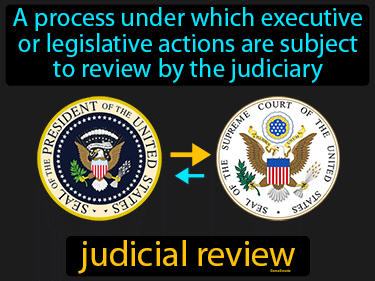 A process under which executive
or legislative actions are subject
to review by the judiciary
SEAL OF THE PRESIDENT OF THE UNITED STATES
SEAL OF THE SUPREME COURT OF THE UNITED STATES
judicial review